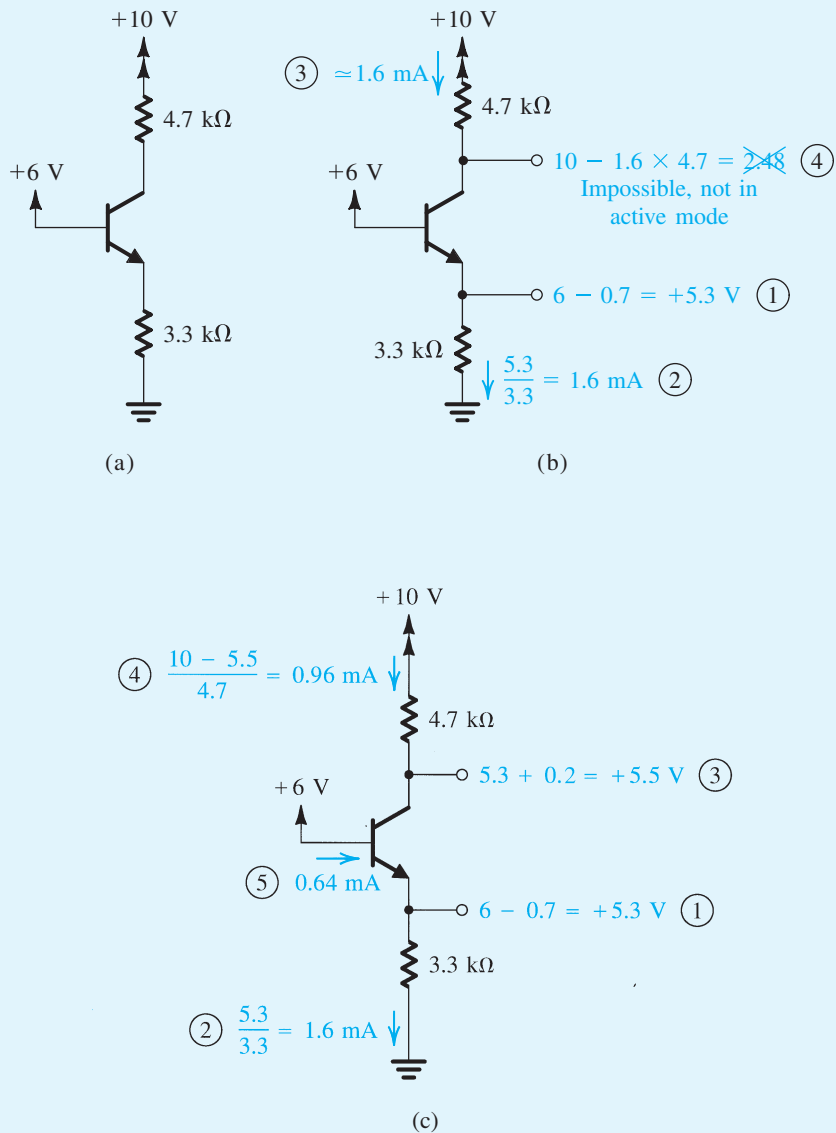 +10 V
4.7 kΩ
+6 V
3.3 kΩ
(a)
+10 V
③ ≃1.6 mA
4.7 kΩ
10 − 1.6 × 4.7 = 2.48 ④
Impossible, not in
active mode
+6 V
6 − 0.7 = +5.3 V ①
3.3 kΩ
5.3/3.3 = 1.6 mA ②
(b)
+10 V
④ 10 − 5.5/4.7 = 0.96 mA
4.7 kΩ
5.3 + 0.2 = +5.5 V ③
+6 V
⑤ 0.64 mA
6 − 0.7 = +5.3 V ①
3.3 kΩ
② 5.3/3.3 = 1.6 mA
(c)